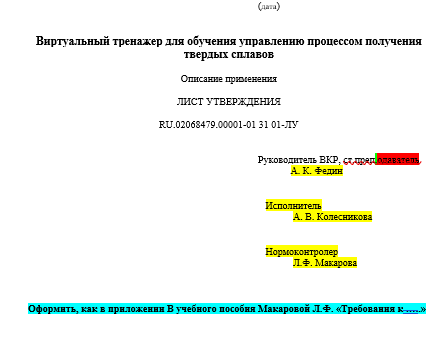 (дата)
Виртуальный тренажер для обучения управлению процессом получения
твердых сплавов
Описание применения
ЛИСТ УТВЕРЖДЕНИЯ
RU.02068479.00001-01 31 01-ЛУ
Руководитель ВКР, ст.преподаватель.
А. К. Федин
Исполнитель
А. В. Колесникова
Нормоконтролер
Л.Ф. Макарова
Оформить, как в приложении В учебного пособия Макаровой Л.Ф. «Требования к…..»